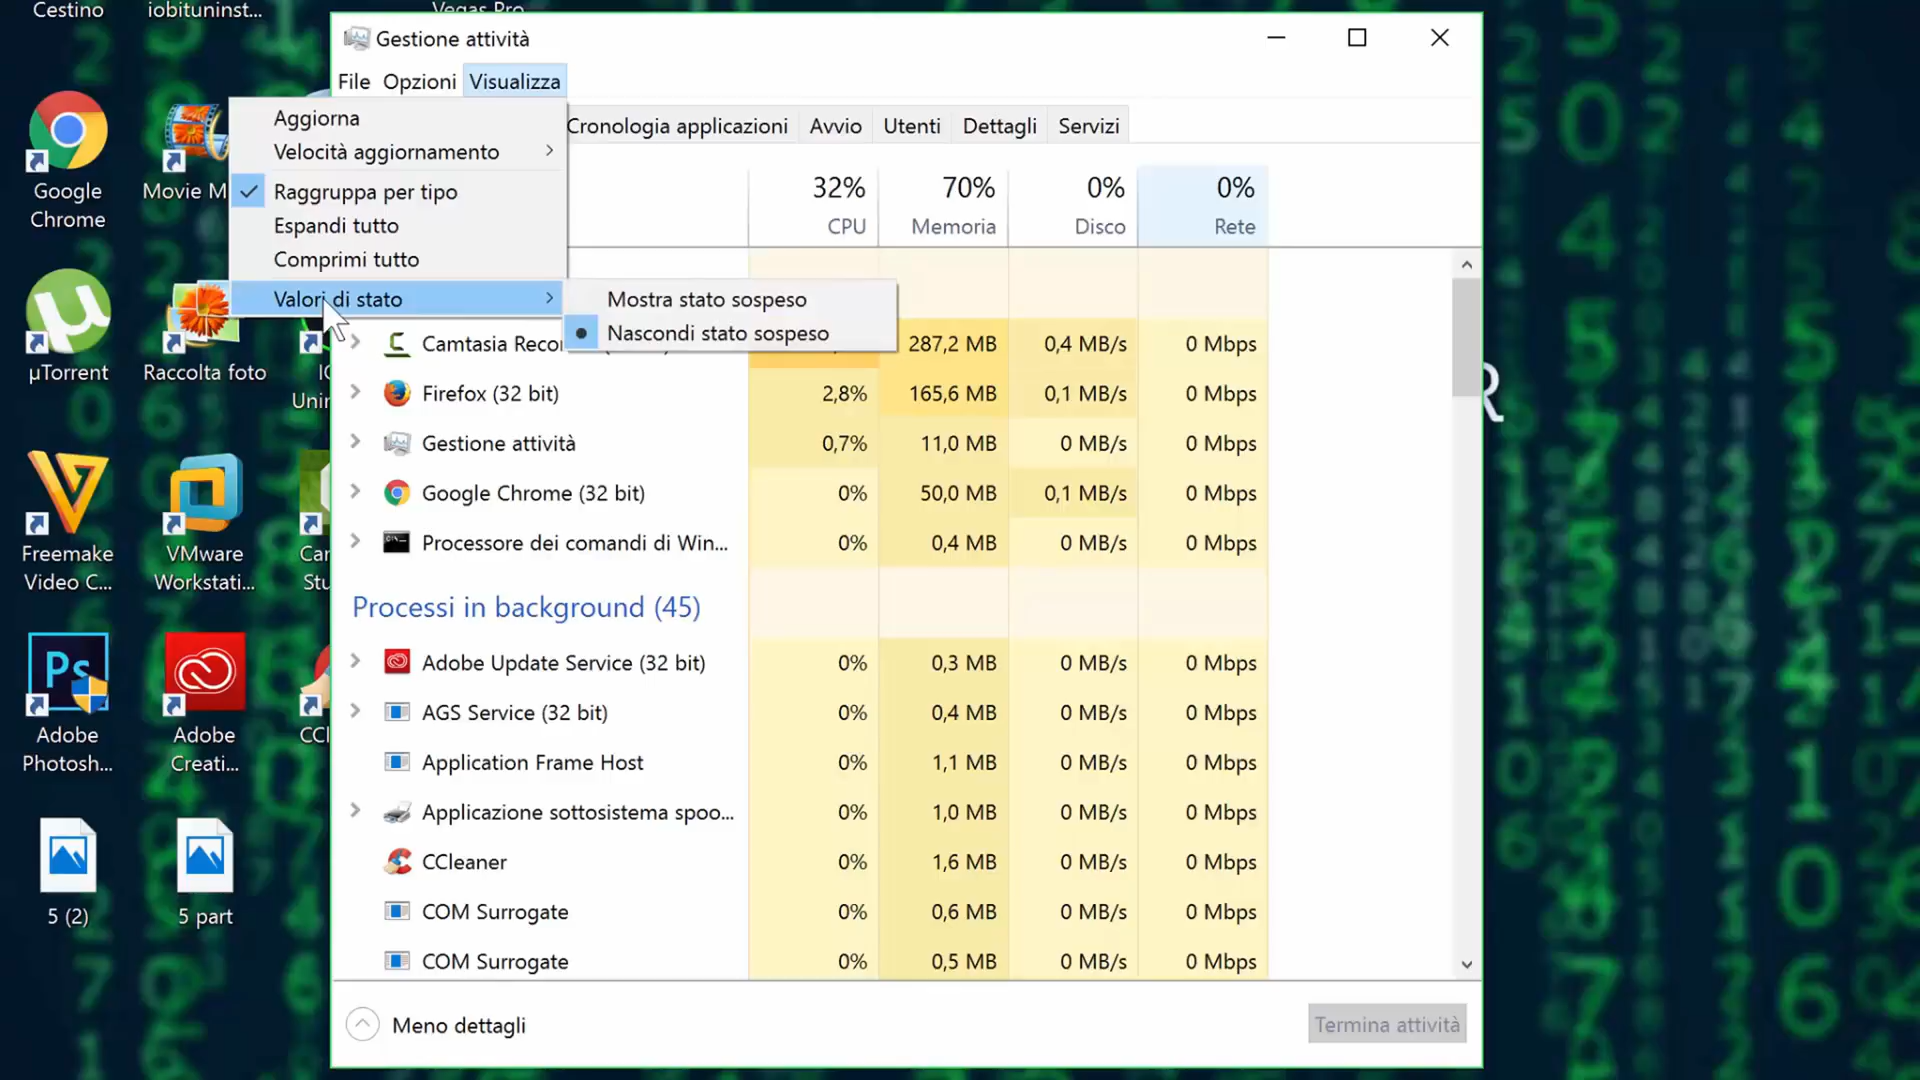 Cestino
iobituninst...
Vegas Pro
Google
Chrome
Movie M
µTorrent
Raccolta foto
IO
Unin
Freemake
Video C...
VMware
Workstati...
Cam
Stu
Adobe
Photosh...
Adobe
Creati...
CCl
5 (2)
5 part
Gestione attività
File Opzioni Visualizza
Aggiorna
Velocità aggiornamento
Raggruppa per tipo
Espandi tutto
Comprimi tutto
Valori di stato
Mostra stato sospeso
Nascondi stato sospeso
Cronologia applicazioni Avvio Utenti Dettagli Servizi
32% 70% 0% 0%
CPU Memoria Disco Rete
Camtasia Recor 287,2 MB 0,4 MB/s 0 Mbps
Firefox (32 bit) 2,8% 165,6 MB 0,1 MB/s 0 Mbps
Gestione attività 0,7% 11,0 MB 0 MB/s 0 Mbps
Google Chrome (32 bit) 0% 50,0 MB 0,1 MB/s 0 Mbps
Processore dei comandi di Win... 0% 0,4 MB 0 MB/s 0 Mbps
Processi in background (45)
Adobe Update Service (32 bit) 0% 0,3 MB 0 MB/s 0 Mbps
AGS Service (32 bit) 0% 0,4 MB 0 MB/s 0 Mbps
Application Frame Host 0% 1,1 MB 0 MB/s 0 Mbps
Applicazione sottosistema spoo... 0% 1,0 MB 0 MB/s 0 Mbps
CCleaner 0% 1,6 MB 0 MB/s 0 Mbps
COM Surrogate 0% 0,6 MB 0 MB/s 0 Mbps
COM Surrogate 0% 0,5 MB 0 MB/s 0 Mbps
Meno dettagli
Termina attività